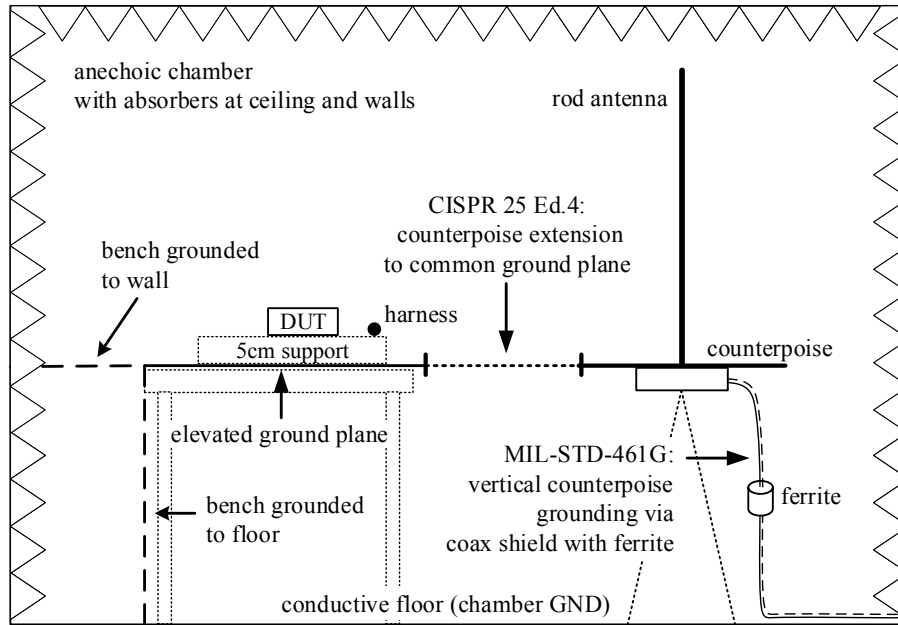 anechoic chamber
with absorbers at ceiling and walls
rod antenna
CISPR 25 Ed.4:
counterpoise extension
to common ground plane
bench grounded
to wall
DUT
harness
5cm support
counterpoise
elevated ground plane
MIL-STD-461G:
vertical counterpoise
grounding via
coax shield with ferrite
ferrite
bench grounded
to floor
conductive floor (chamber GND)